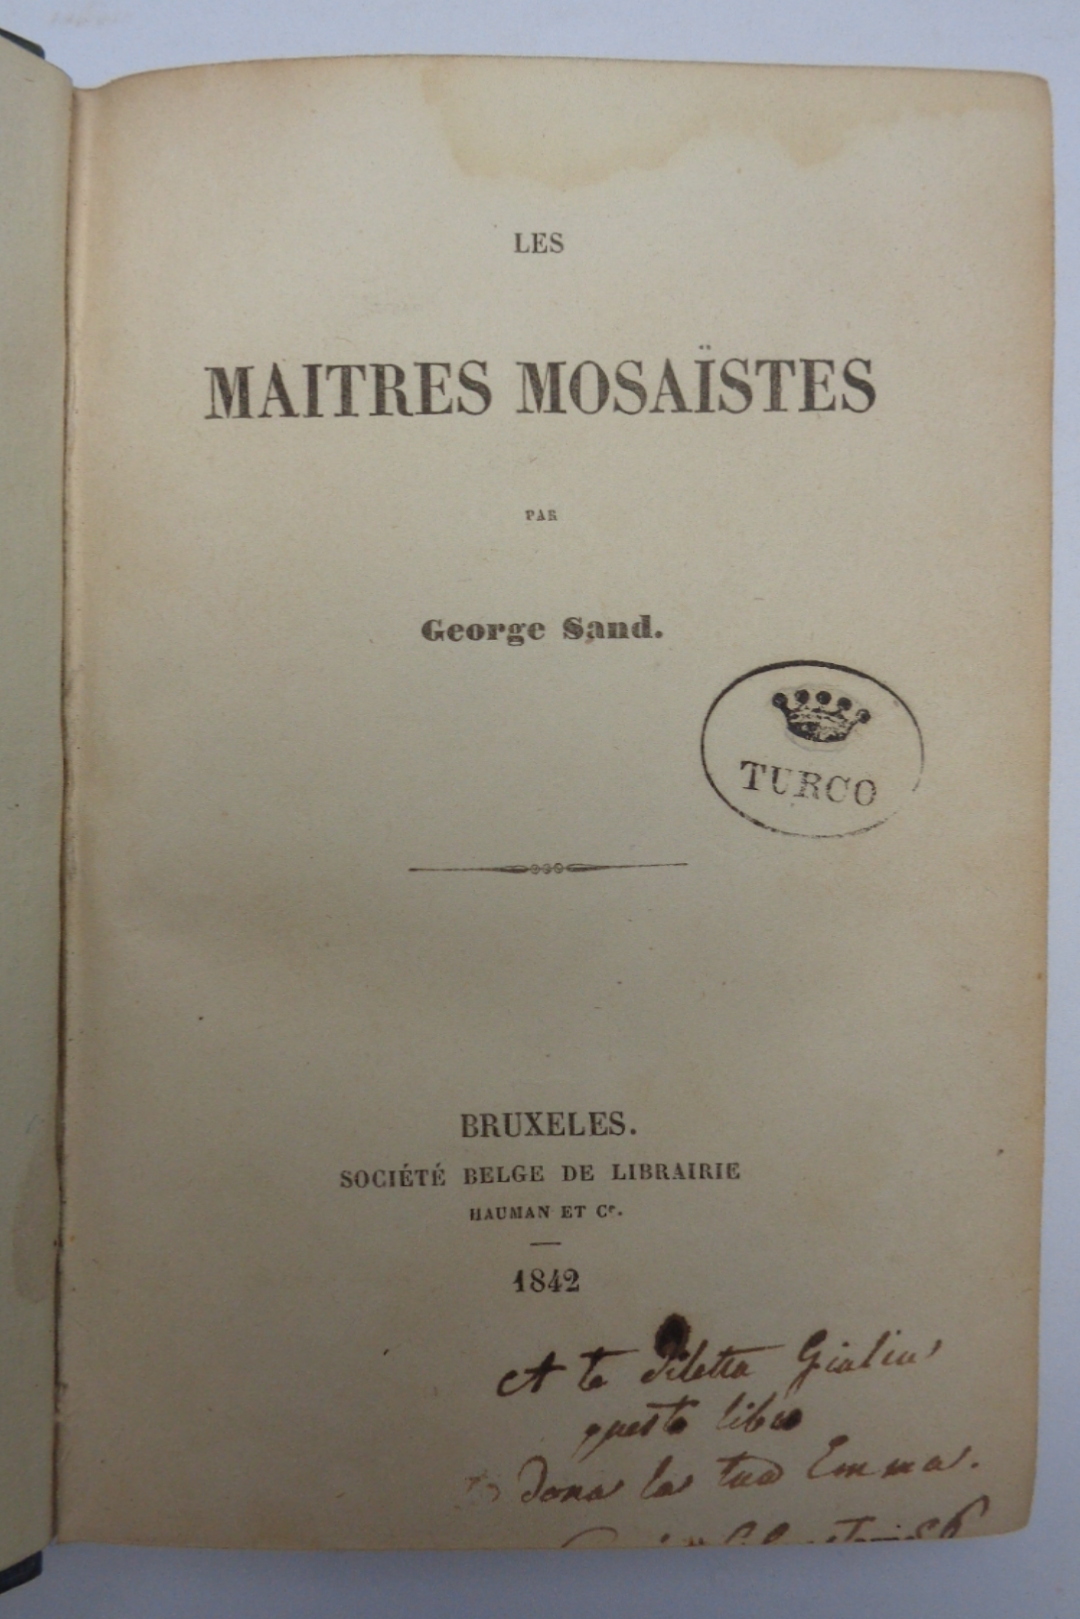 LES
MAITRES MOSAÏSTES
PAR
George Sand.
TURCO
BRUXELES.
SOCIÉTÉ BELGE DE LIBRAIRIE
HAUMAN ET Cᵉ.
1842
A te diletta Giulia
questo libro
dona la tua Emma.